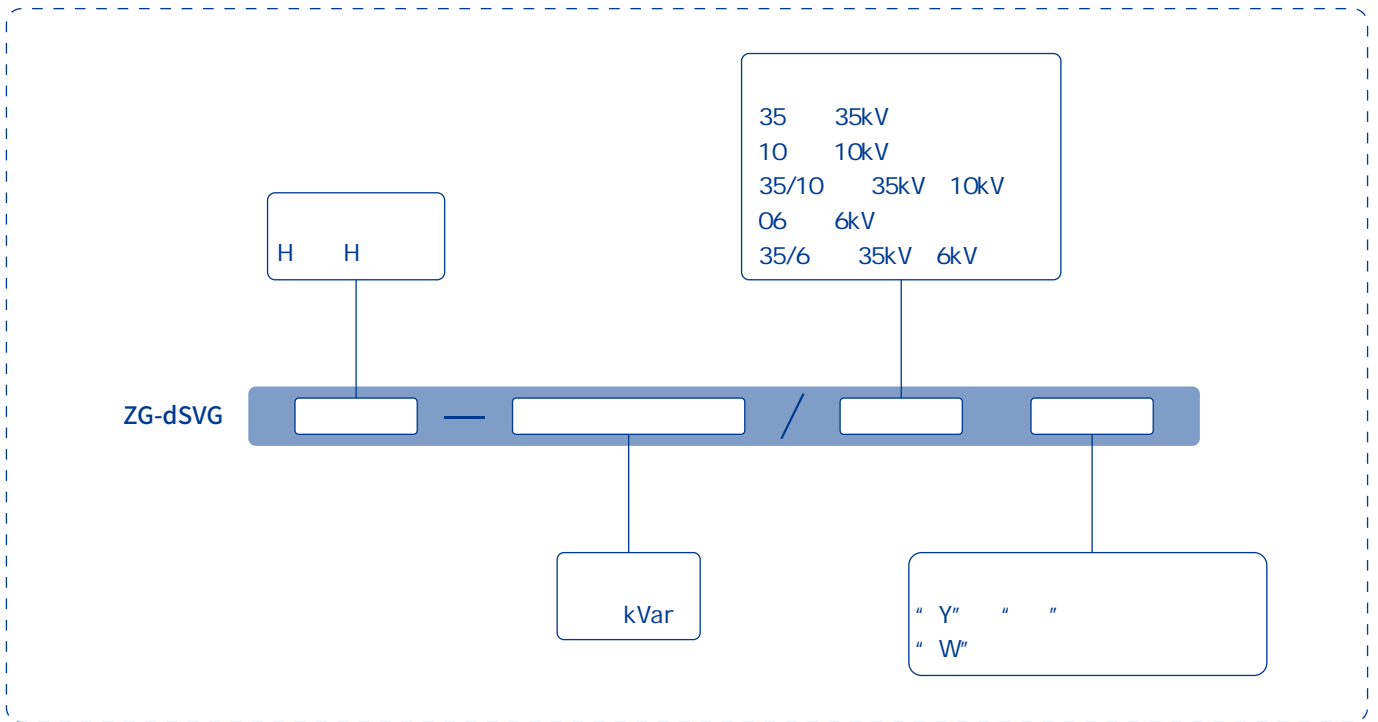 35 35kV
10 10kV
35/10 35kV 10kV
06 6kV
35/6 35kV 6kV
H H
ZG-dSVG — /
kVar
“ Y” “ ”
“ W”